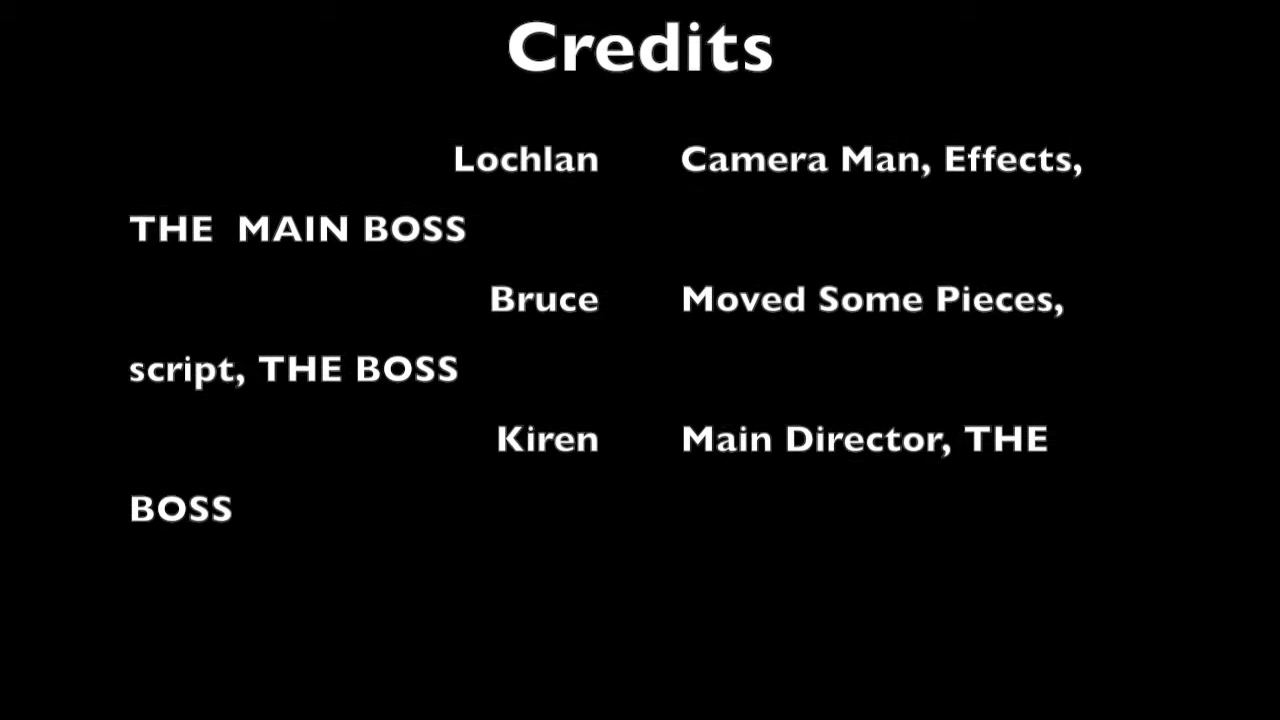 Credits
Lochlan Camera Man, Effects,
THE MAIN BOSS
Bruce Moved Some Pieces,
script, THE BOSS
Kiren Main Director, THE
BOSS